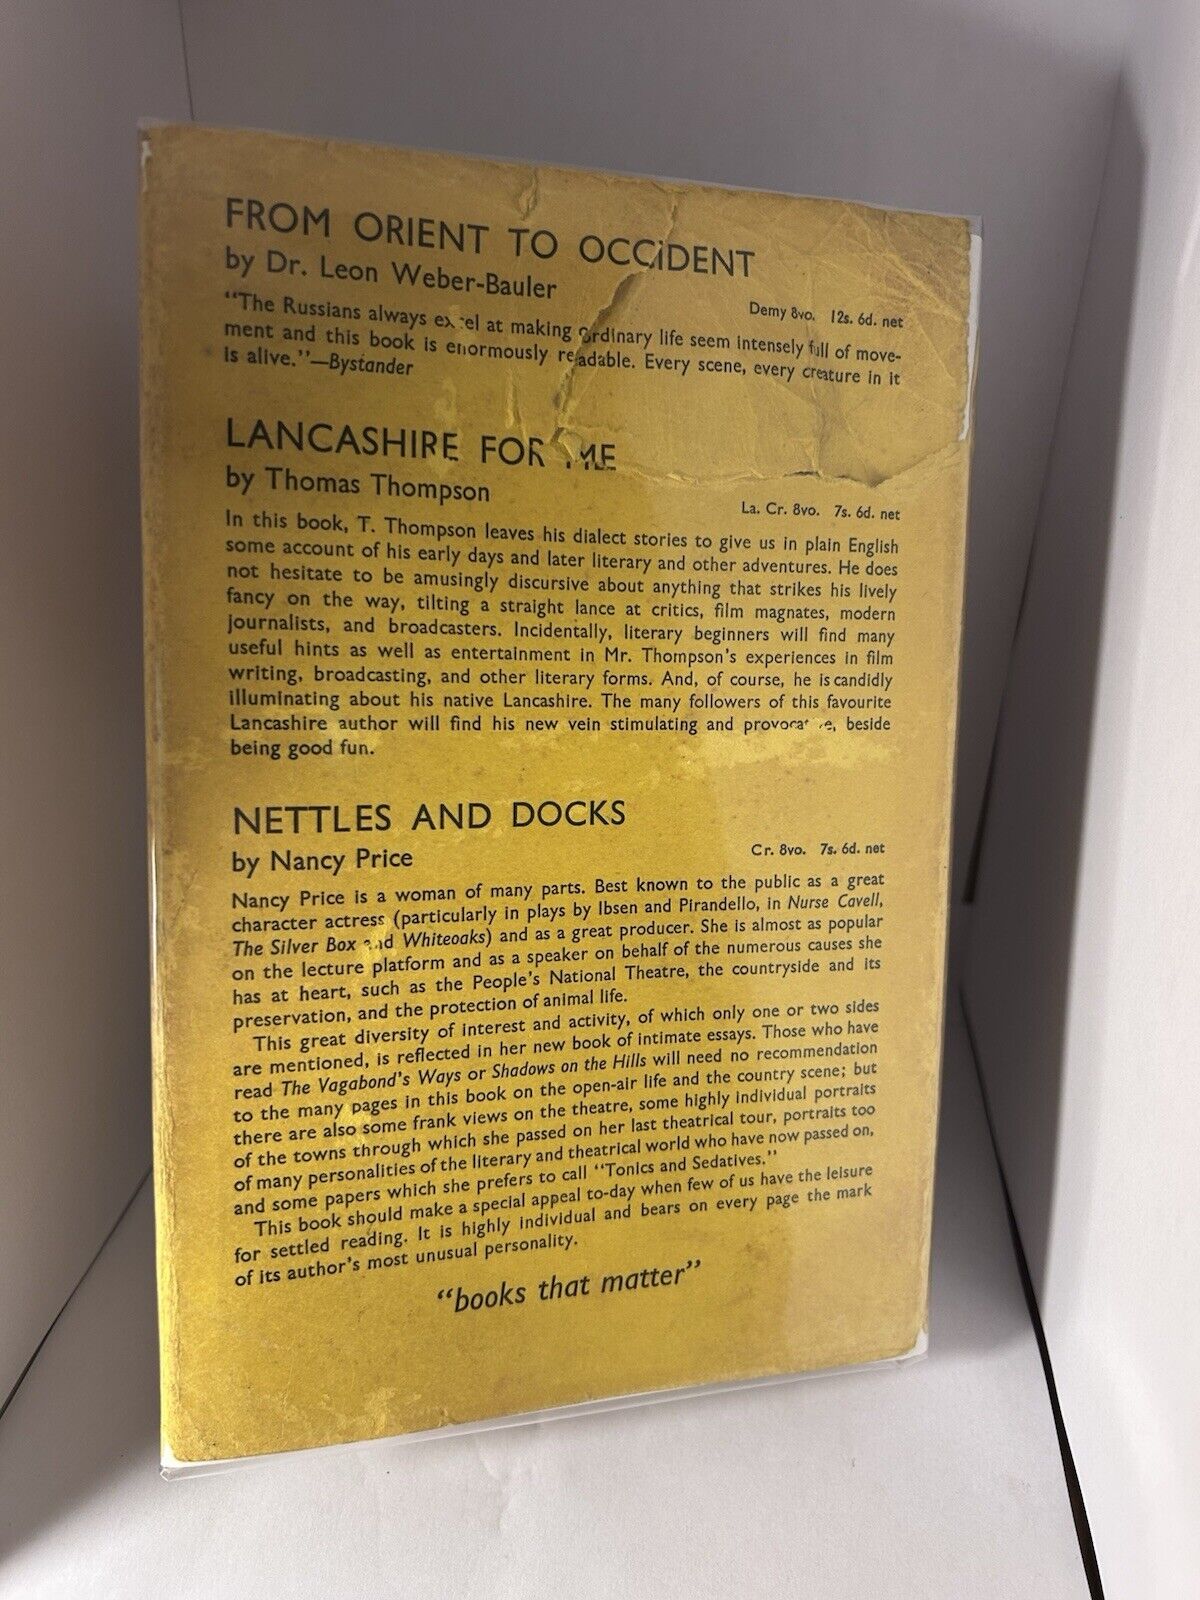 FROM ORIENT TO OCCIDENT
by Dr. Leon Weber-Bauler
Demy 8vo. 12s. 6d. net
"The Russians always excel at making ordinary life seem intensely full of move-
ment and this book is enormously readable. Every scene, every creature in it
is alive."—Bystander
LANCASHIRE FOR ME
by Thomas Thompson
La. Cr. 8vo. 7s. 6d. net
In this book, T. Thompson leaves his dialect stories to give us in plain English
some account of his early days and later literary and other adventures. He does
not hesitate to be amusingly discursive about anything that strikes his lively
fancy on the way, tilting a straight lance at critics, film magnates, modern
journalists, and broadcasters. Incidentally, literary beginners will find many
useful hints as well as entertainment in Mr. Thompson's experiences in film
writing, broadcasting, and other literary forms. And, of course, he is candidly
illuminating about his native Lancashire. The many followers of this favourite
Lancashire author will find his new vein stimulating and provocative, beside
being good fun.
NETTLES AND DOCKS
by Nancy Price
Cr. 8vo. 7s. 6d. net
Nancy Price is a woman of many parts. Best known to the public as a great
character actress (particularly in plays by Ibsen and Pirandello, in Nurse Cavell,
The Silver Box and Whiteoaks) and as a great producer. She is almost as popular
on the lecture platform and as a speaker on behalf of the numerous causes she
has at heart, such as the People's National Theatre, the countryside and its
preservation, and the protection of animal life.
This great diversity of interest and activity, of which only one or two sides
are mentioned, is reflected in her new book of intimate essays. Those who have
read The Vagabond's Ways or Shadows on the Hills will need no recommendation
to the many pages in this book on the open-air life and the country scene; but
there are also some frank views on the theatre, some highly individual portraits
of the towns through which she passed on her last theatrical tour, portraits too
of many personalities of the literary and theatrical world who have now passed on,
and some papers which she prefers to call "Tonics and Sedatives."
This book should make a special appeal to-day when few of us have the leisure
for settled reading. It is highly individual and bears on every page the mark
of its author's most unusual personality.
"books that matter"